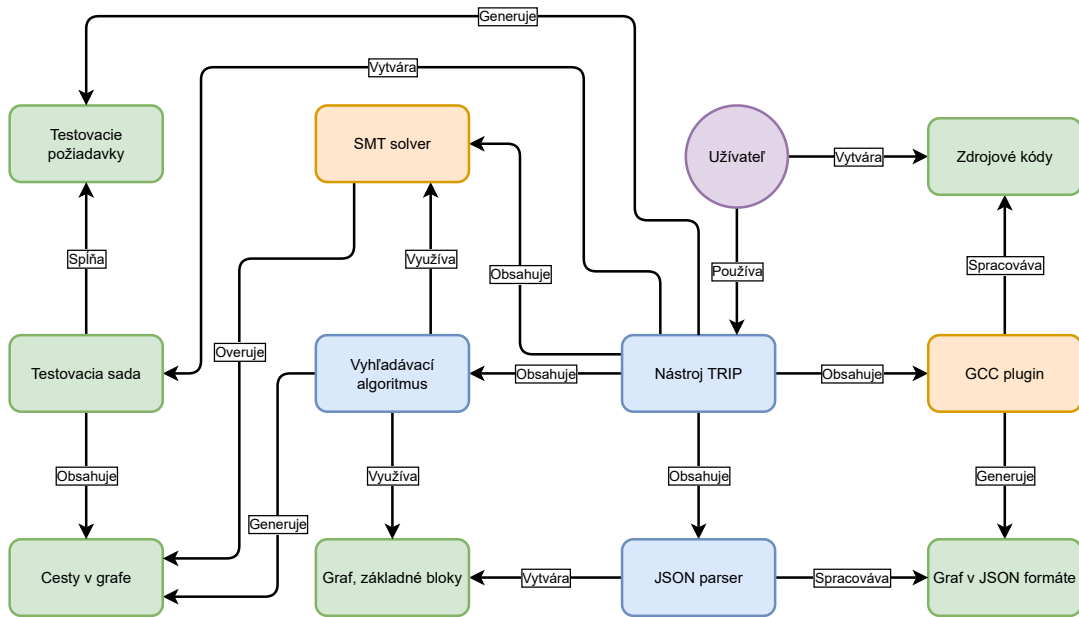 Generuje
Vytvára
Testovacie
požiadavky
SMT solver
Užívateľ
Vytvára
Zdrojové kódy
Spĺňa
Využíva
Obsahuje
Používa
Spracováva
Overuje
Testovacia sada
Vyhľadávací
algoritmus
Obsahuje
Nástroj TRIP
Obsahuje
GCC plugin
Obsahuje
Využíva
Obsahuje
Generuje
Generuje
Cesty v grafe
Graf, základné bloky
Vytvára
JSON parser
Spracováva
Graf v JSON formáte